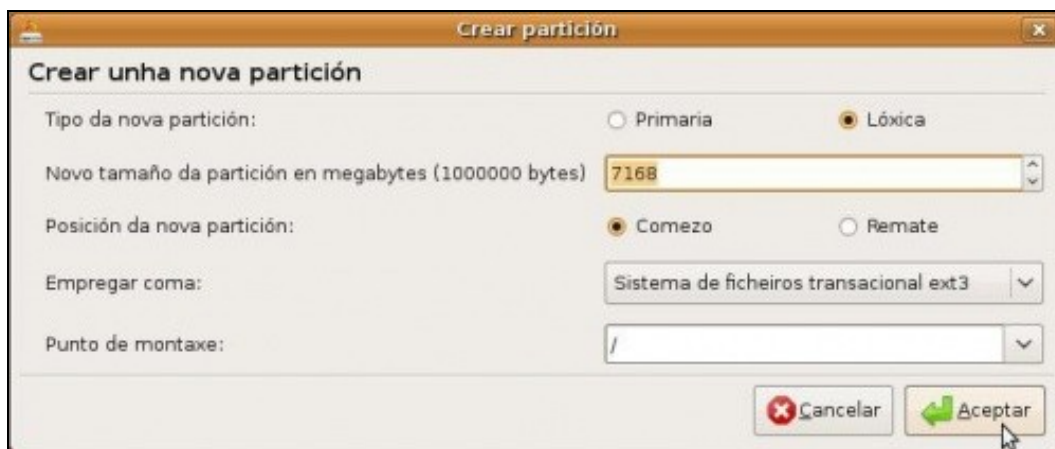 Crear partición
Crear unha nova partición
Tipo da nova partición: Primaria Lóxica
Novo tamaño da partición en megabytes (1000000 bytes) 7168
Posición da nova partición: Comezo Remate
Empregar coma: Sistema de ficheiros transacional ext3
Punto de montaxe: /
Cancelar Aceptar